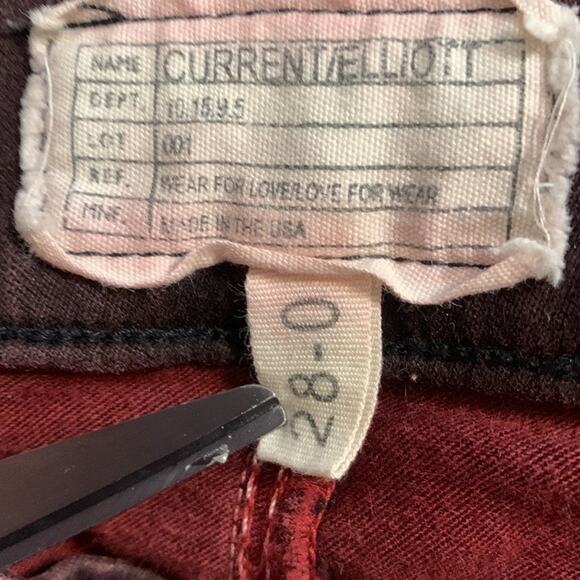 NAME CURRENT/ELLIOTT
DEPT. 10.15.9.5
LOT 001
REF. WEAR FOR LOVE/LOVE FOR WEAR
MNF. MADE IN THE USA
28-0